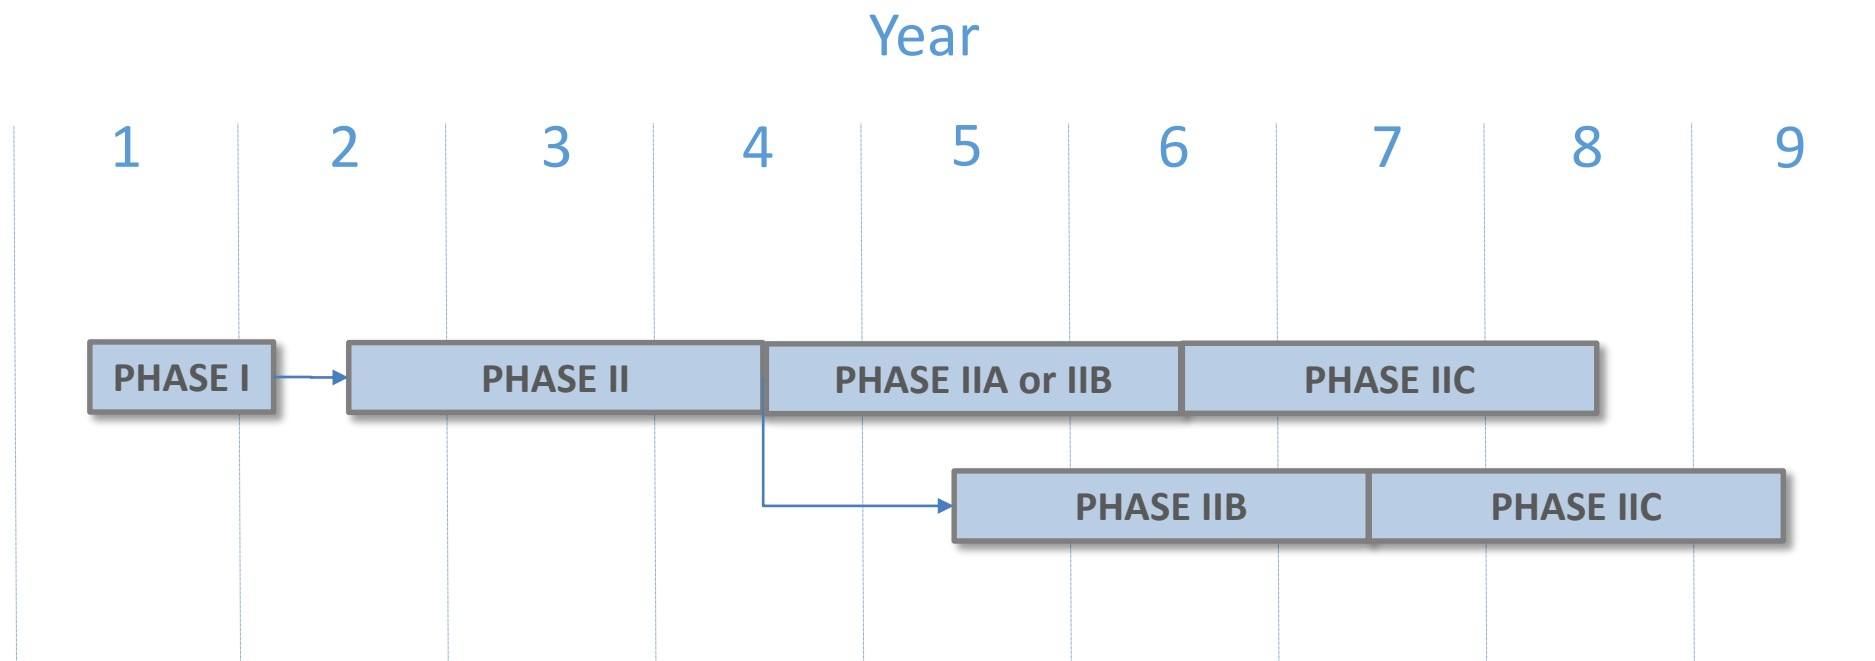 Year
1 2 3 4 5 6 7 8 9
PHASE I PHASE II PHASE IIA or IIB PHASE IIC
PHASE IIB PHASE IIC